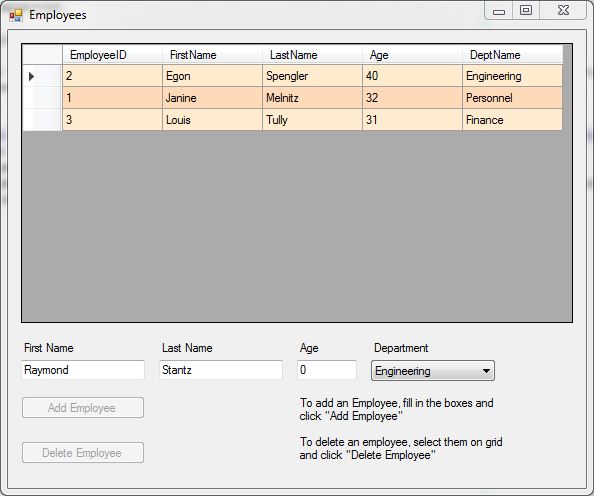 Employees
EmployeeID FirstName LastName Age DeptName
2 Egon Spengler 40 Engineering
1 Janine Melnitz 32 Personnel
3 Louis Tully 31 Finance
First Name Last Name Age Department
Raymond Stantz 0 Engineering
Add Employee
To add an Employee, fill in the boxes and
click "Add Employee"
Delete Employee
To delete an employee, select them on grid
and click "Delete Employee"